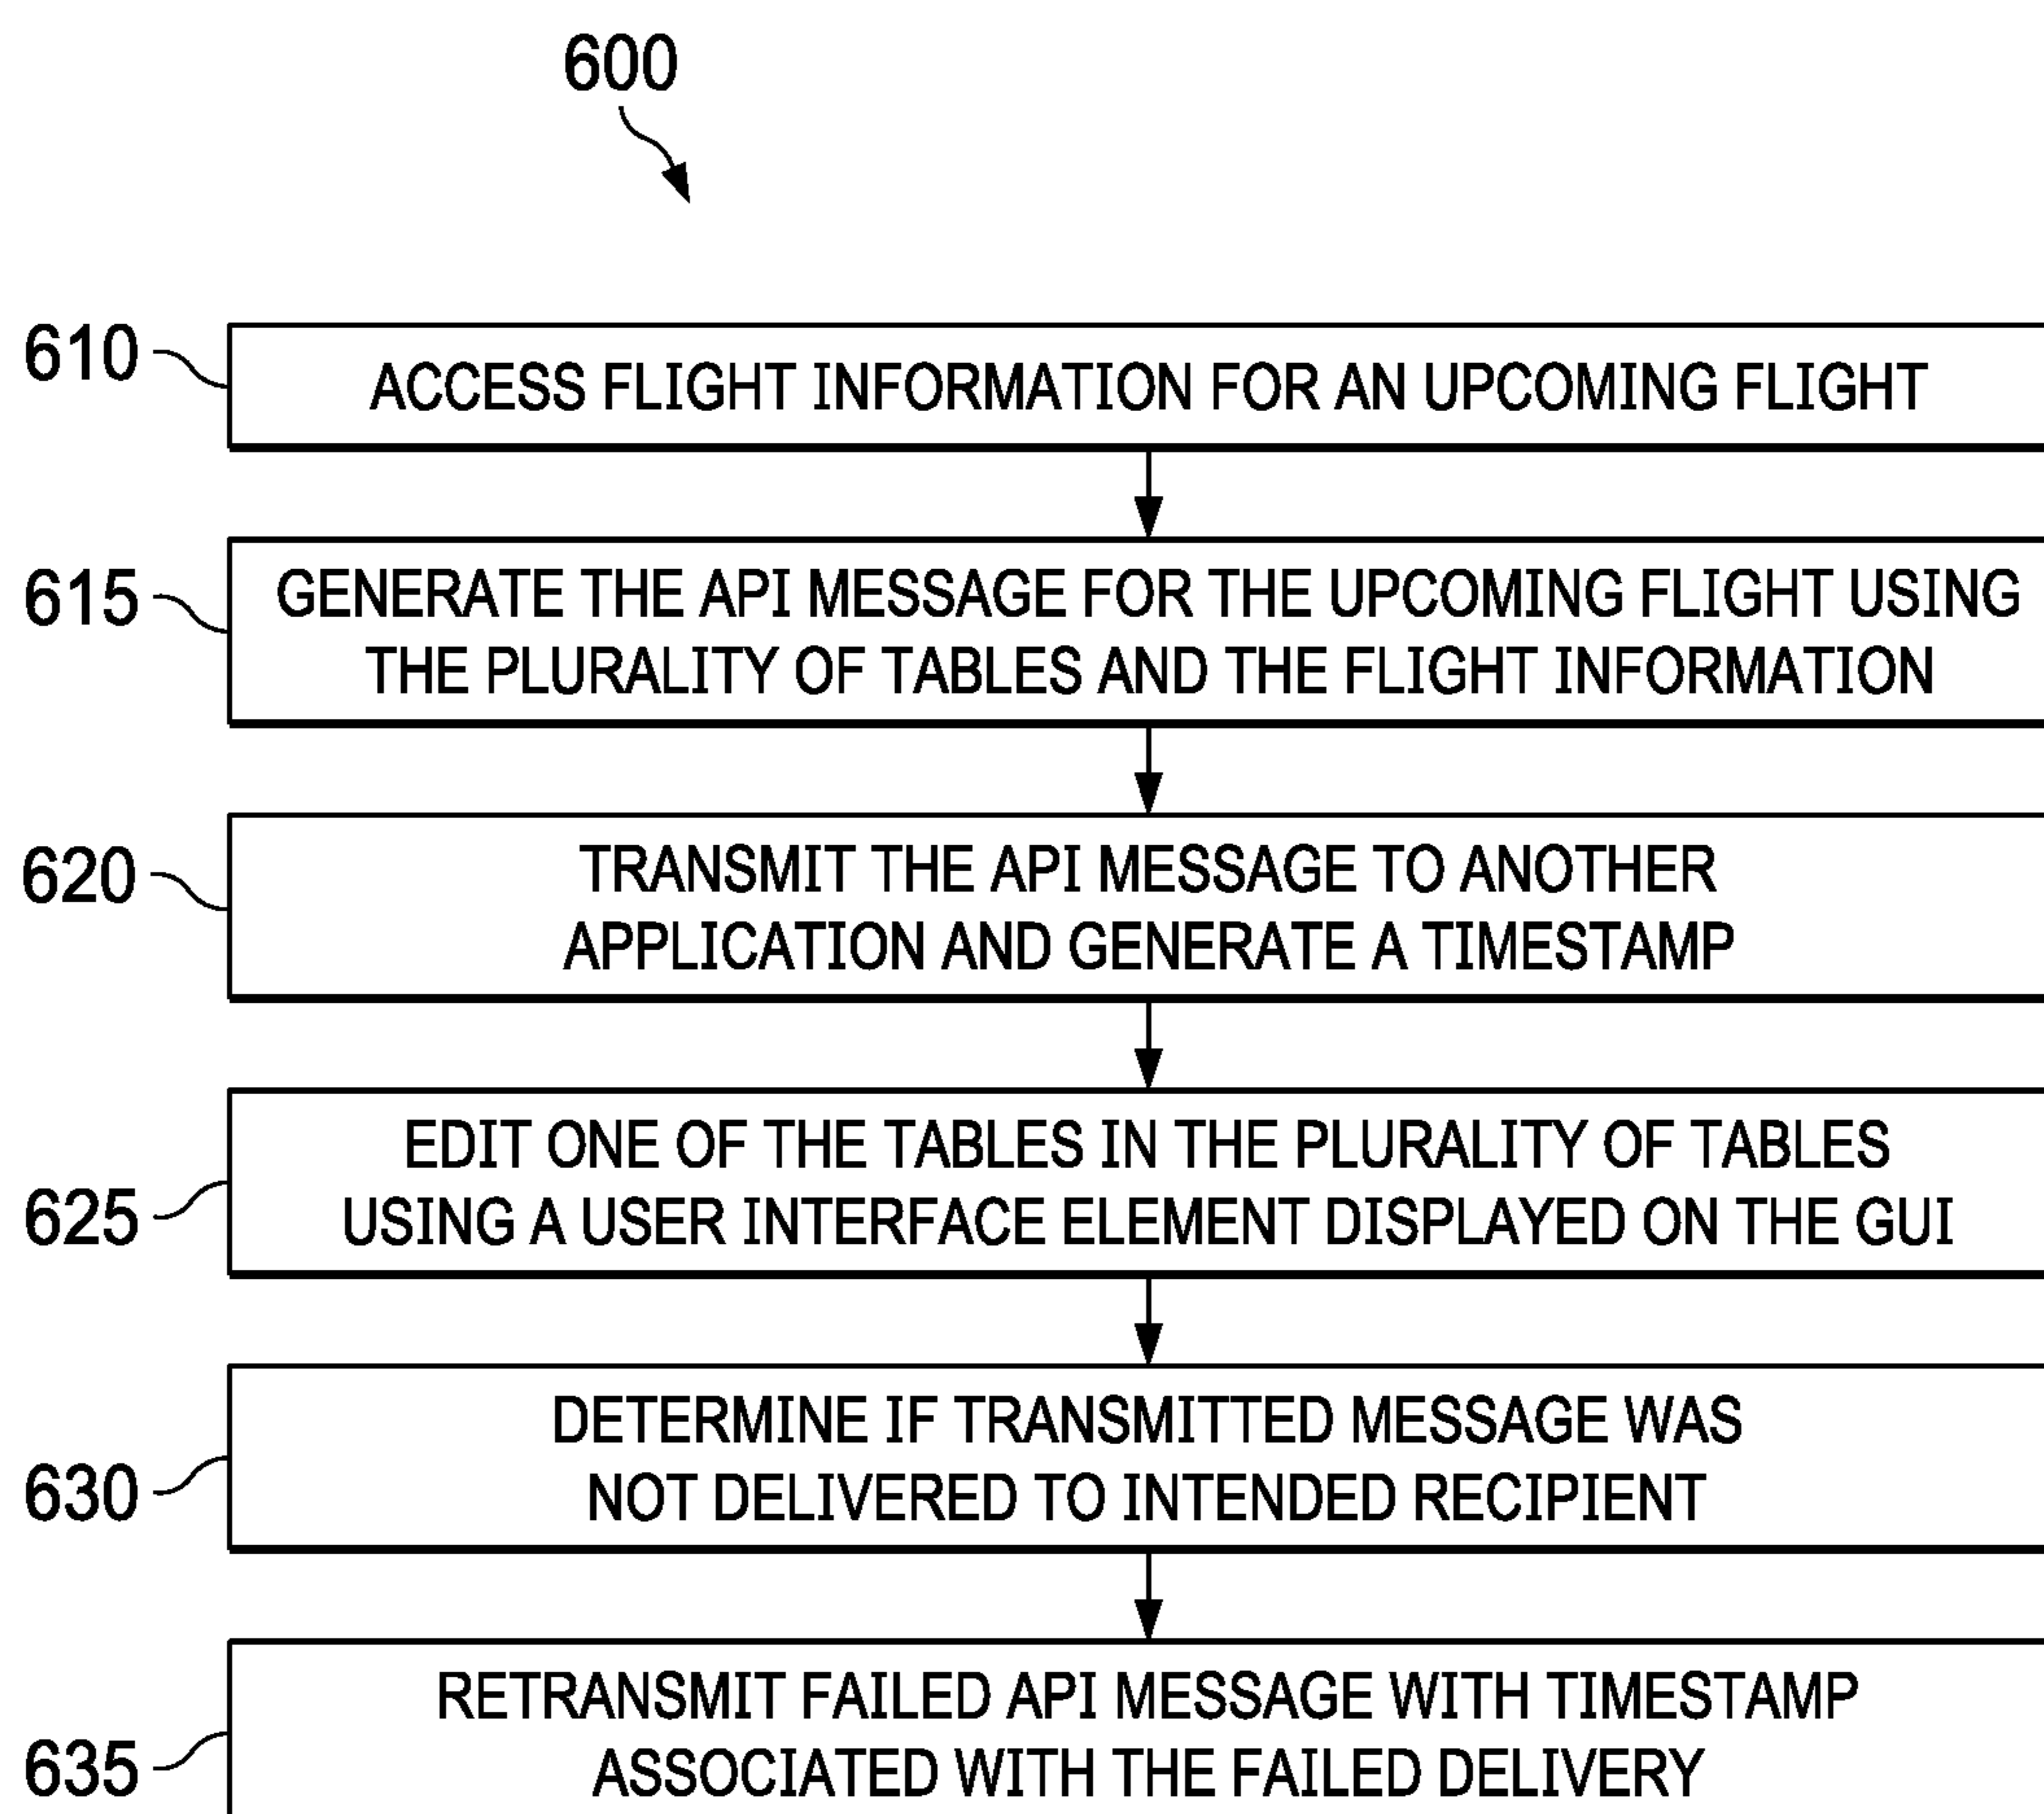 600
610
ACCESS FLIGHT INFORMATION FOR AN UPCOMING FLIGHT
615
GENERATE THE API MESSAGE FOR THE UPCOMING FLIGHT USING
THE PLURALITY OF TABLES AND THE FLIGHT INFORMATION
620
TRANSMIT THE API MESSAGE TO ANOTHER
APPLICATION AND GENERATE A TIMESTAMP
EDIT ONE OF THE TABLES IN THE PLURALITY OF TABLES
USING A USER INTERFACE ELEMENT DISPLAYED ON THE GUI
625
DETERMINE IF TRANSMITTED MESSAGE WAS
NOT DELIVERED TO INTENDED RECIPIENT
630
RETRANSMIT FAILED API MESSAGE WITH TIMESTAMP
ASSOCIATED WITH THE FAILED DELIVERY
635